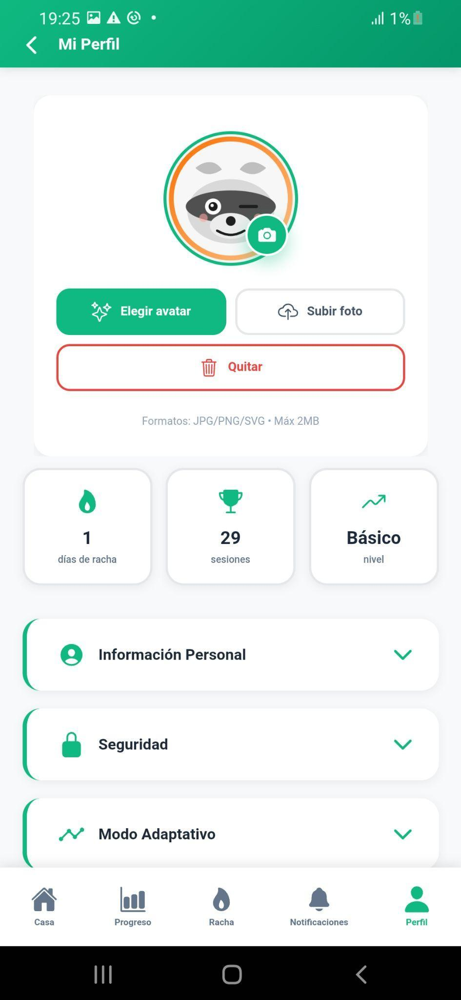 19:25
1%
Mi Perfil
Elegir avatar
Subir foto
Quitar
Formatos: JPG/PNG/SVG • Máx 2MB
1
días de racha
29
sesiones
Básico
nivel
Información Personal
Seguridad
Modo Adaptativo
Casa
Progreso
Racha
Notificaciones
Perfil